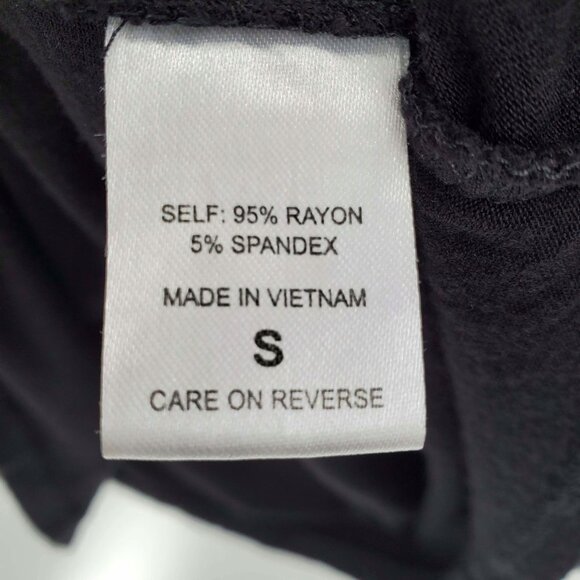 SELF: 95% RAYON
5% SPANDEX
MADE IN VIETNAM
S
CARE ON REVERSE